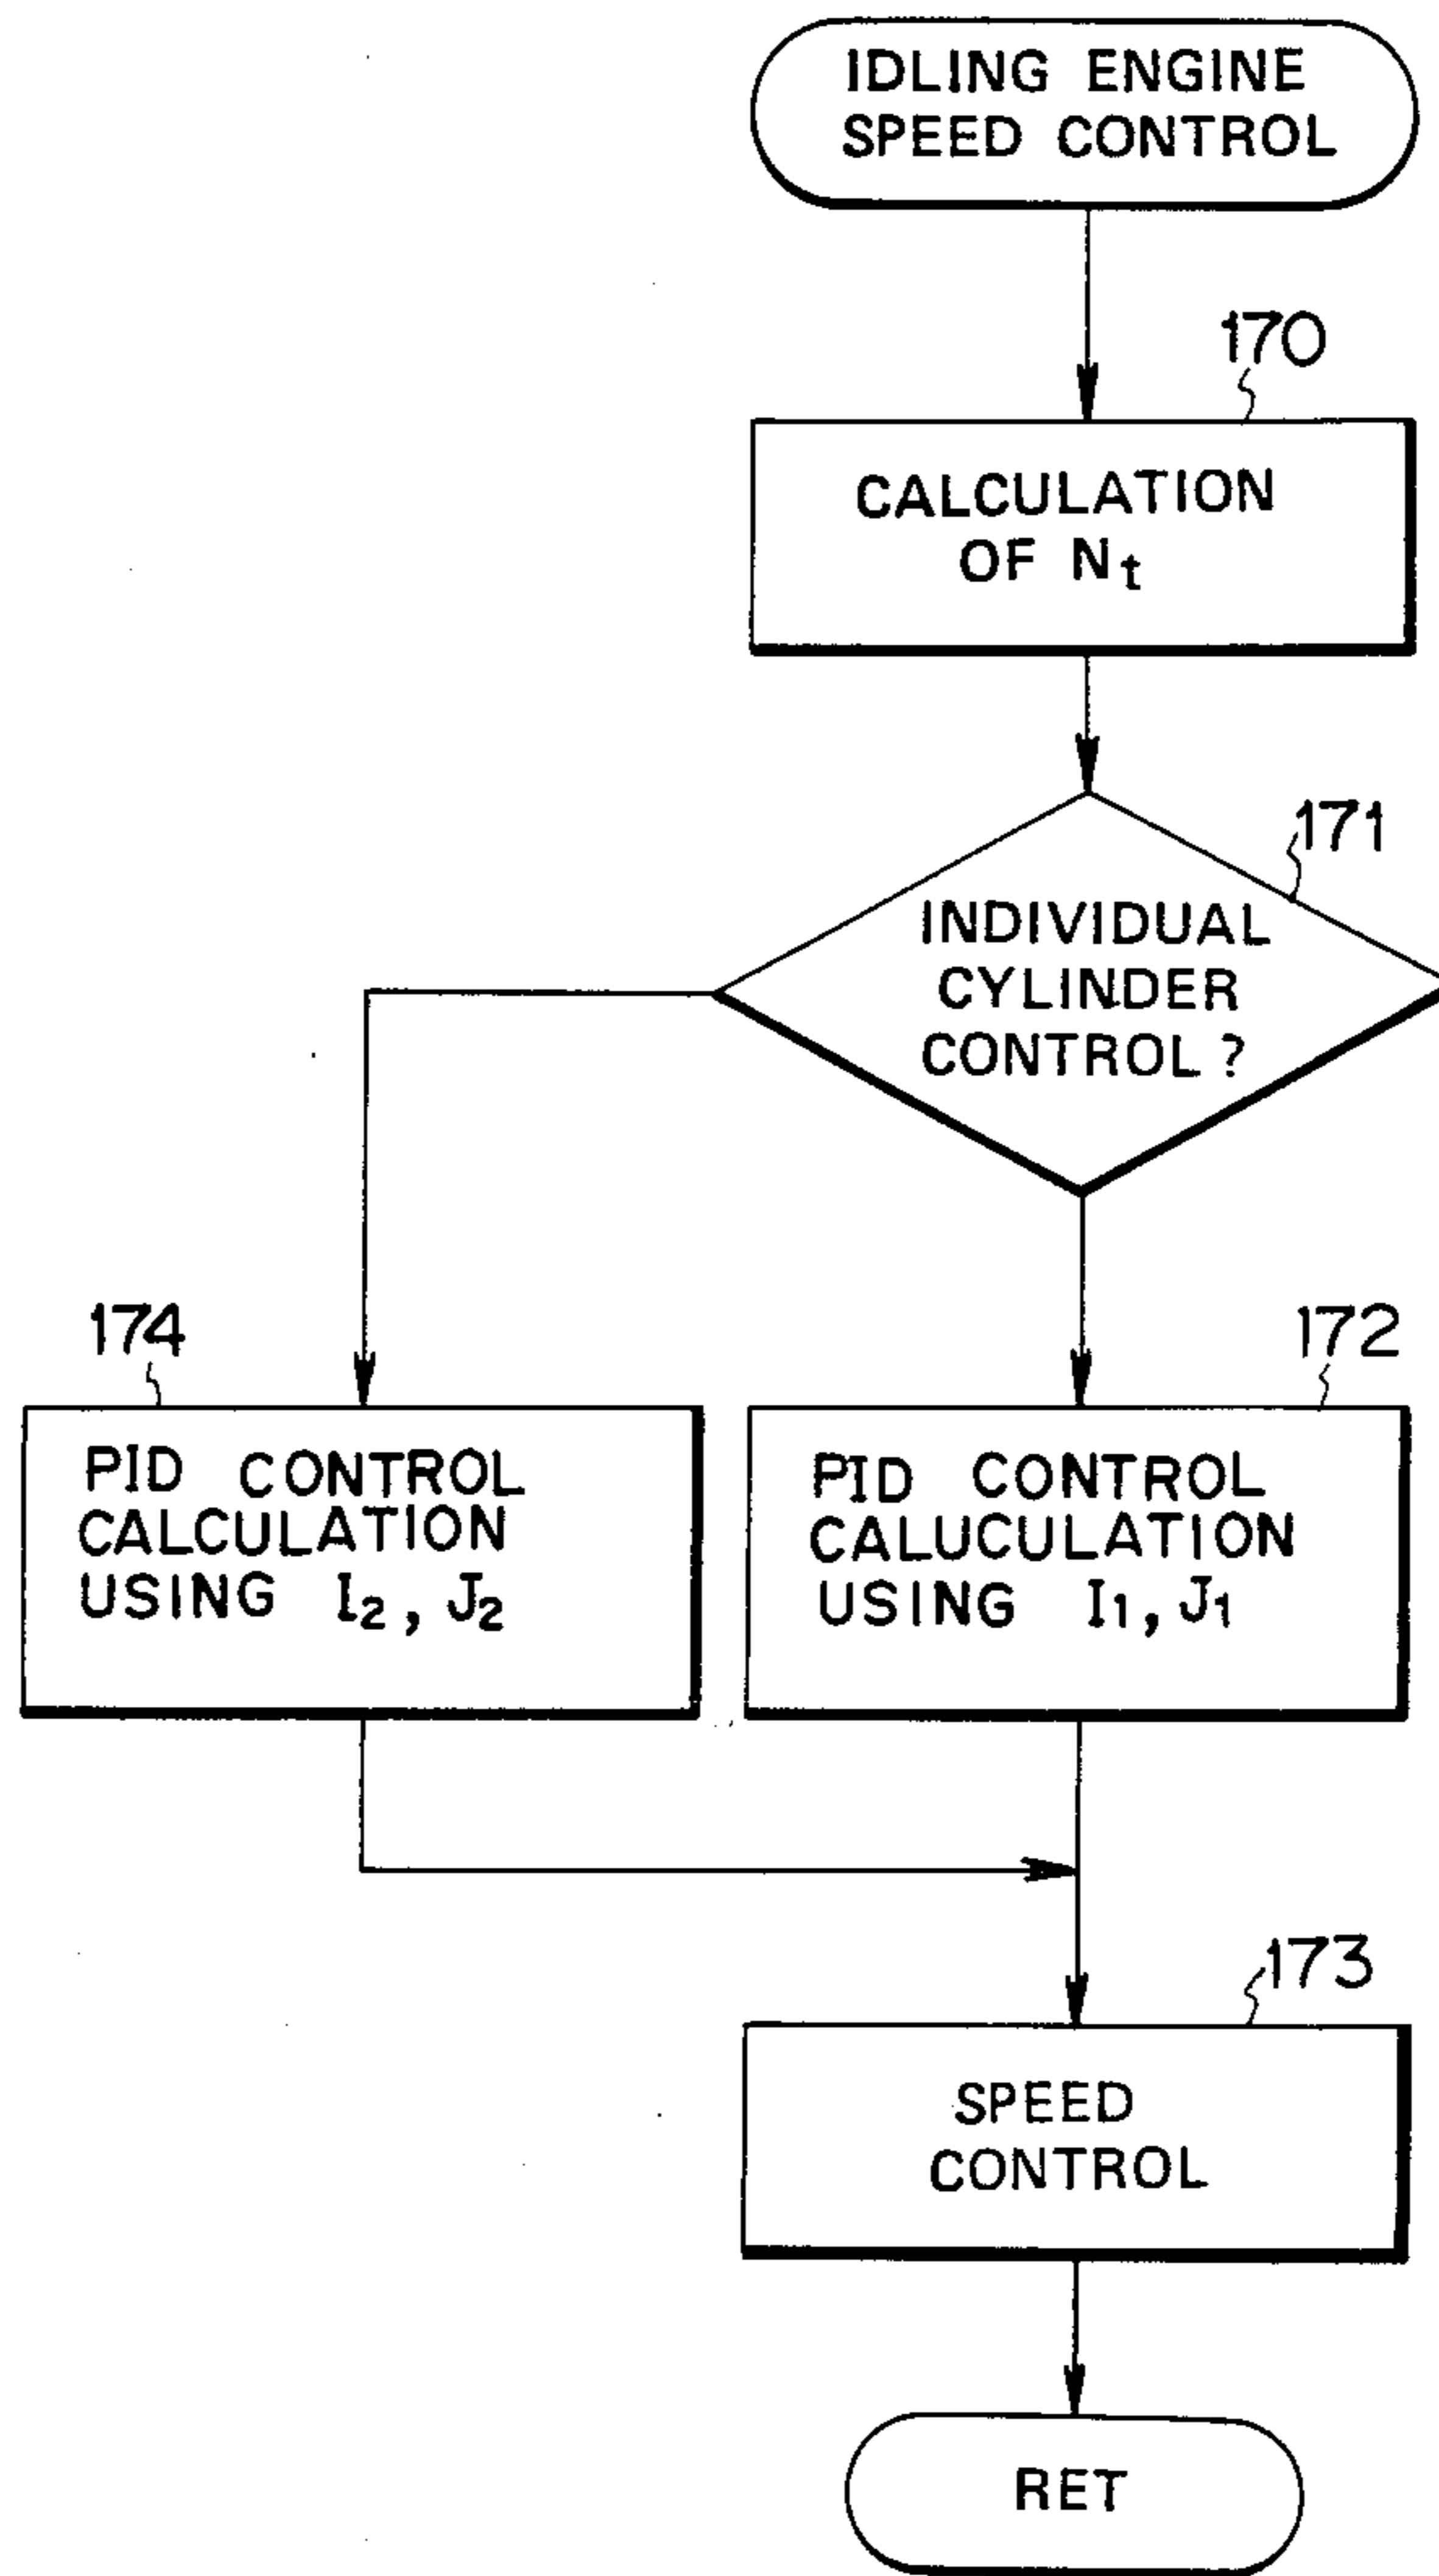 IDLING ENGINE
SPEED CONTROL
170
CALCULATION
OF Nt
171
INDIVIDUAL
CYLINDER
CONTROL ?
174
172
PID CONTROL
CALCULATION
USING I2, J2
PID CONTROL
CALUCULATION
USING I1, J1
173
SPEED
CONTROL
RET